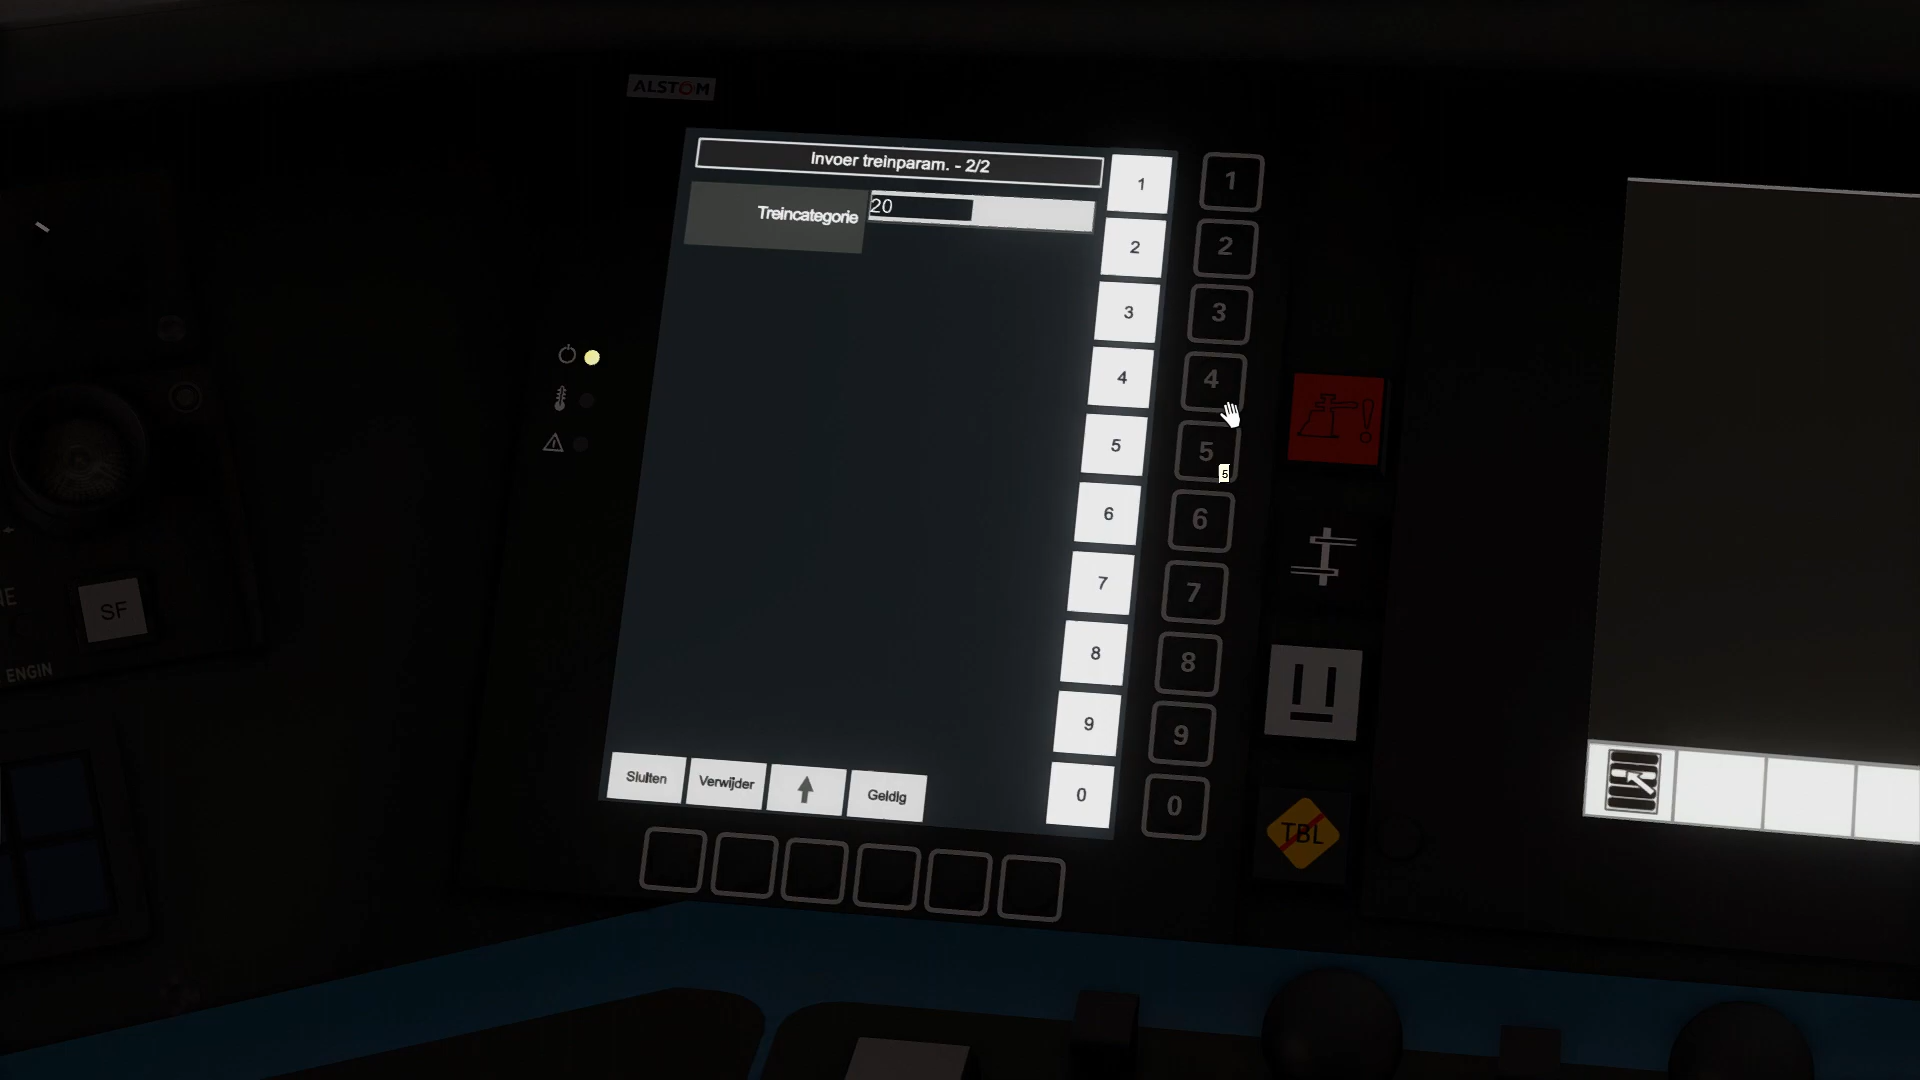 ALSTOM
Invoer treinparam. - 2/2
Treincategorie
20
1
2
3
4
5
6
7
8
9
0
1
2
3
4
5
5
6
7
8
9
0
Sluiten
Verwijder
Geldig
SF
ENGIN
TBL